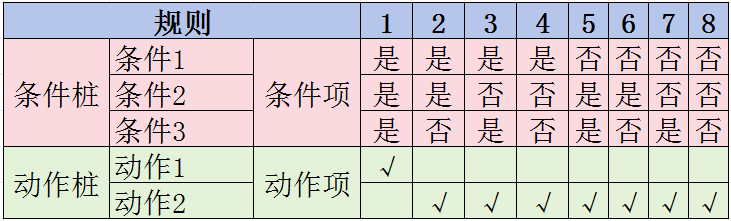 规则 1 2 3 4 5 6 7 8
条件桩 条件1 条件项 是 是 是 是 否 否 否 否
条件2 是 是 否 否 是 是 否 否
条件3 是 否 是 否 是 否 是 否
动作桩 动作1 动作项 √
动作2 √ √ √ √ √ √ √